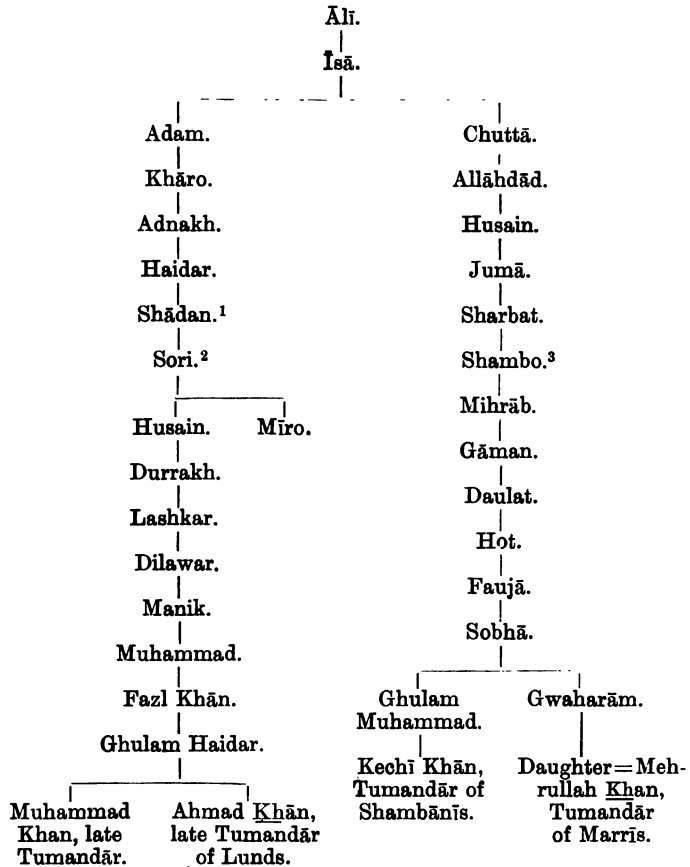 Ālī.
Īsā.
Adam. Chuttā.
Khāro. Allāhdād.
Adnakh. Husain.
Haidar. Jumā.
Shādan.¹ Sharbat.
Sori.² Shambo.³
Husain. Mīro. Mihrāb.
Durrakh. Gāman.
Lashkar. Daulat.
Dilawar. Hot.
Manik. Faujā.
Muhammad. Sobhā.
Fazl Khān. Ghulam Gwaharām.
Muhammad.
Ghulam Haidar.
Kechī Khān, Daughter=Meh-
Tumandār of rullah Khan,
Shambānīs. Tumandār
of Marrīs.
Muhammad Ahmad Khān,
Khan, late late Tumandār
Tumandār. of Lunds.